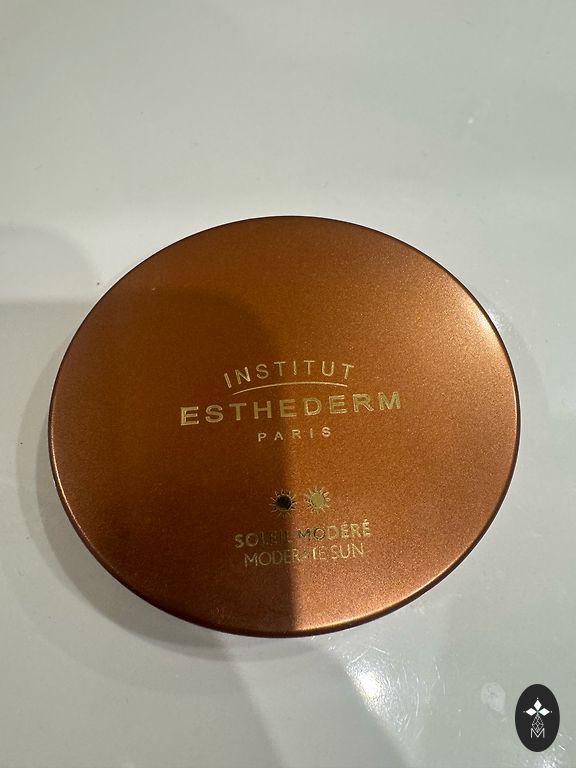 INSTITUT
ESTHEDERM
PARIS
SOLEIL MODÉRÉ
MODERATE SUN
M